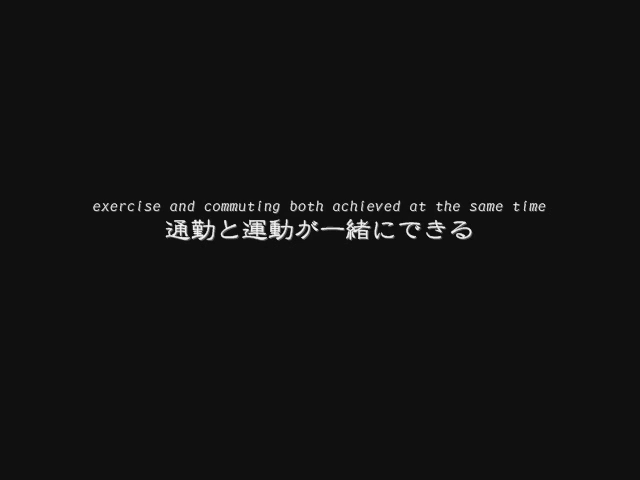 exercise and commuting both achieved at the same time
通勤と運動が一緒にできる